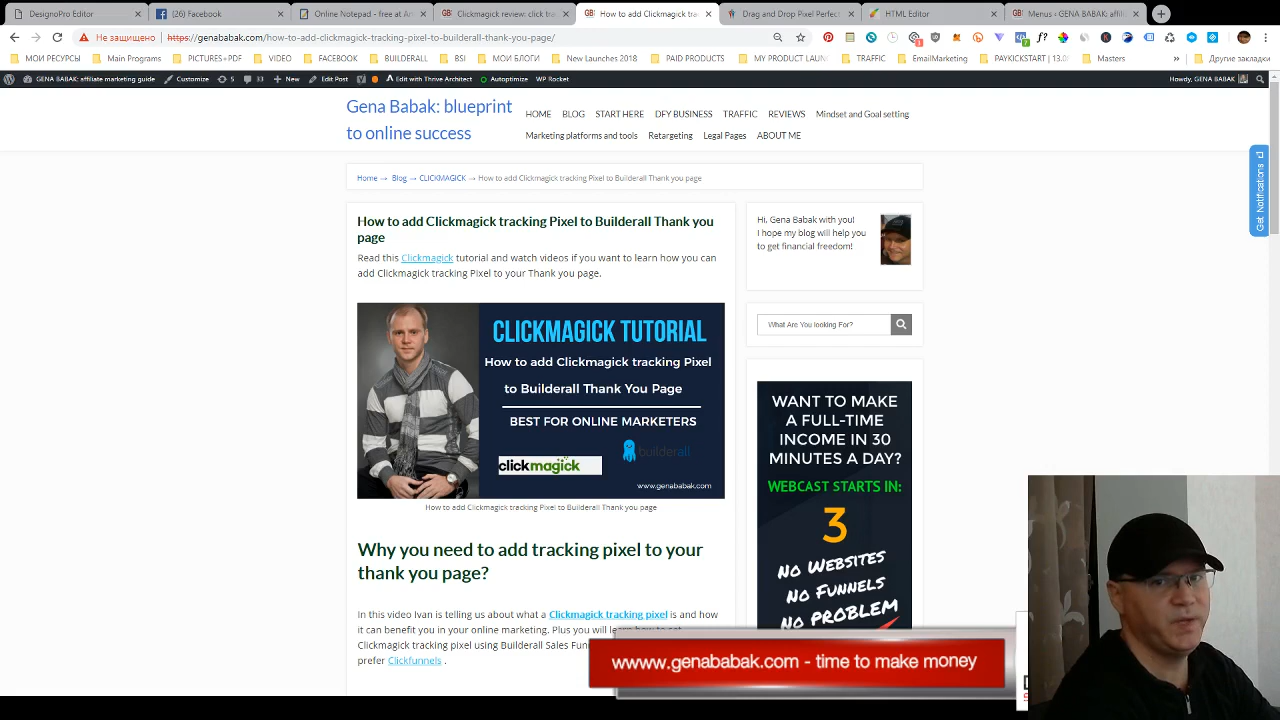 DesignoPro Editor
(26) Facebook
Online Notepad - free at An
Clickmagick review: click tra
How to add Clickmagick tra
Drag and Drop Pixel Perfect
HTML Editor
Menus ‹ GENA BABAK: affilia
Не защищено
https://genababak.com/how-to-add-clickmagick-tracking-pixel-to-builderall-thank-you-page/
МОИ РЕСУРСЫ
Main Programs
PICTURES+PDF
VIDEO
FACEBOOK
BUILDERALL
BSI
МОИ БЛОГИ
New Launches 2018
PAID PRODUCTS
MY PRODUCT LAUN
TRAFFIC
EmailMarketing
PAYKICKSTART | 13.0
Masters
Другие закладки
GENA BABAK: affiliate marketing guide
Customize
5
33
New
Edit Post
Edit with Thrive Architect
Autoptimize
WP Rocket
Howdy, GENA BABAK
Gena Babak: blueprint
to online success
HOME
BLOG
START HERE
DFY BUSINESS
TRAFFIC
REVIEWS
Mindset and Goal setting
Marketing platforms and tools
Retargeting
Legal Pages
ABOUT ME
Get Notifications
Home → Blog → CLICKMAGICK → How to add Clickmagick tracking Pixel to Builderall Thank you page
How to add Clickmagick tracking Pixel to Builderall Thank you
page
Read this Clickmagick tutorial and watch videos if you want to learn how you can
add Clickmagick tracking Pixel to your Thank you page.
CLICKMAGICK TUTORIAL
How to add Clickmagick tracking Pixel
to Builderall Thank You Page
BEST FOR ONLINE MARKETERS
clickmagick
builderall
www.genababak.com
How to add Clickmagick tracking Pixel to Builderall Thank you page
Why you need to add tracking pixel to your
thank you page?
In this video Ivan is telling us about what a Clickmagick tracking pixel is and how
it can benefit you in your online marketing. Plus you will learn how to set
Clickmagick tracking pixel using Builderall Sales Fun
prefer Clickfunnels .
Hi, Gena Babak with you!
I hope my blog will help you
to get financial freedom!
What Are You looking For?
WANT TO MAKE
A FULL-TIME
INCOME IN 30
MINUTES A DAY?
WEBCAST STARTS IN:
3
NO WEBSITES
NO FUNNELS
NO PROBLEM
wwww.genababak.com - time to make money